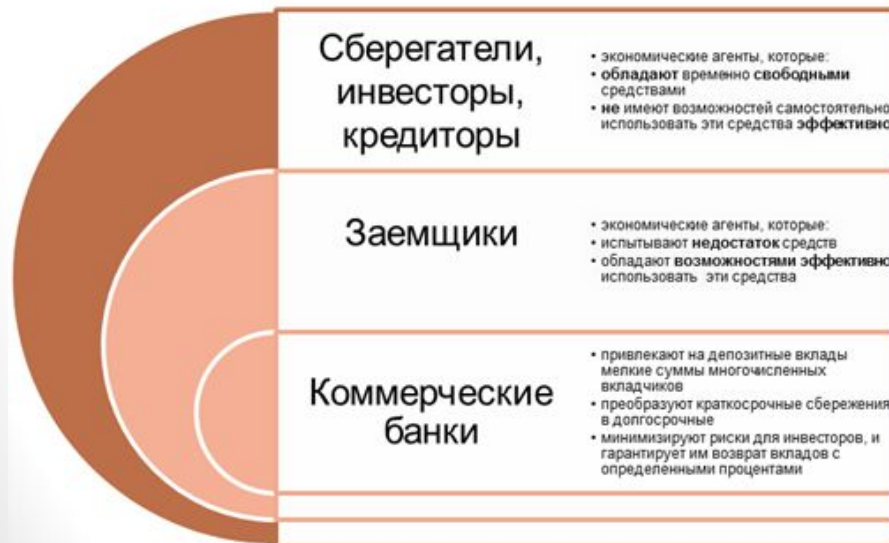 Сберегатели,
инвесторы,
кредиторы
• экономические агенты, которые:
• обладают временно свободными
средствами
• не имеют возможностей самостоятельно
использовать эти средства эффективно
Заемщики
• экономические агенты, которые:
• испытывают недостаток средств
• обладают возможностями эффективно
использовать эти средства
Коммерческие
банки
• привлекают на депозитные вклады
мелкие суммы многочисленных
вкладчиков
• преобразуют краткосрочные сбережения
в долгосрочные
• минимизируют риски для инвесторов, и
гарантирует им возврат вкладов с
определенными процентами